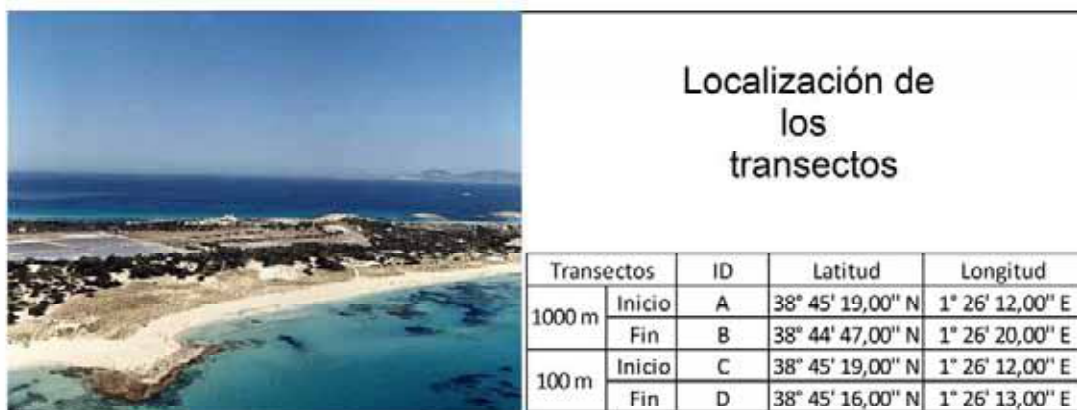 Localización de
los
transectos
Transectos ID Latitud Longitud
1000 m Inicio A 38° 45' 19,00" N 1° 26' 12,00" E
Fin B 38° 44' 47,00" N 1° 26' 20,00" E
100 m Inicio C 38° 45' 19,00" N 1° 26' 12,00" E
Fin D 38° 45' 16,00" N 1° 26' 13,00" E